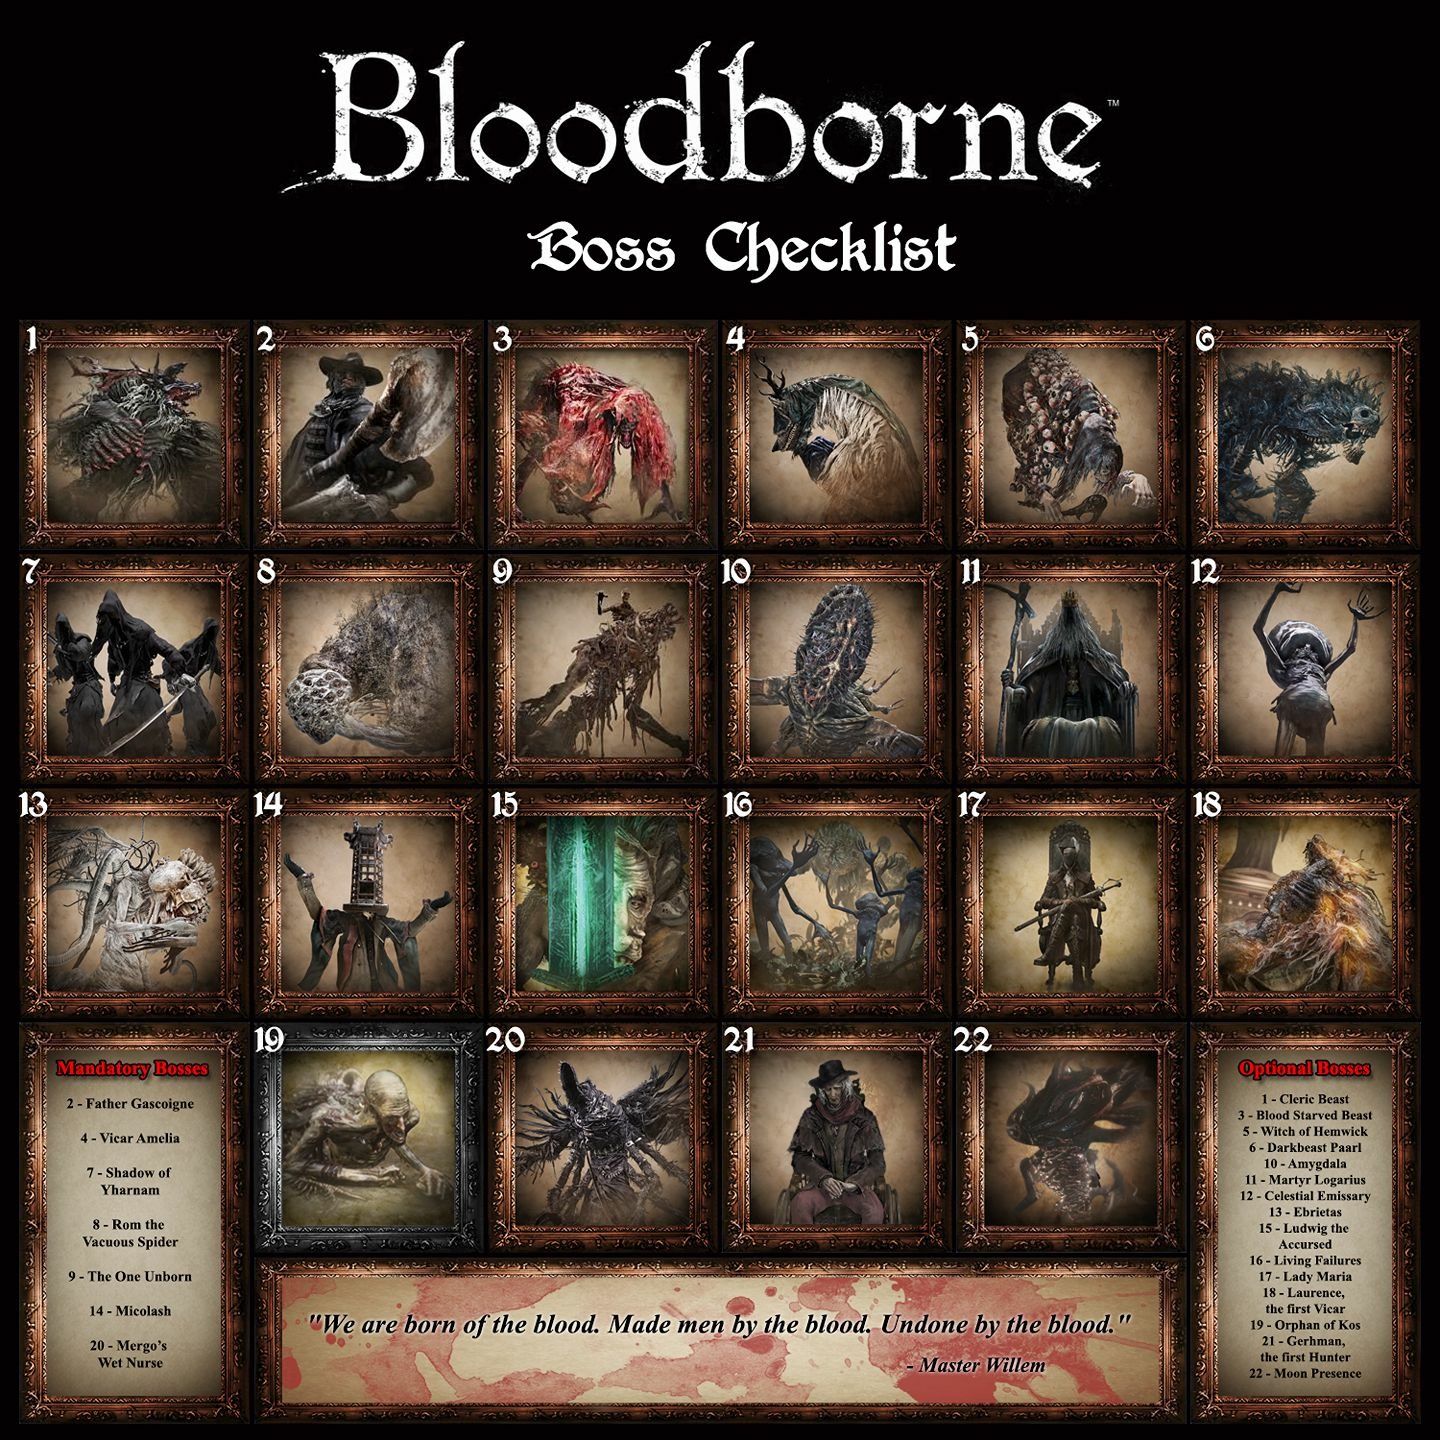 Bloodborne™
Boss Checklist
1
2
3
4
5
6
7
8
9
10
11
12
13
14
15
16
17
18
19
20
21
22
Mandatory Bosses
2 - Father Gascoigne
4 - Vicar Amelia
7 - Shadow of
Yharnam
8 - Rom the
Vacuous Spider
9 - The One Unborn
14 - Micolash
20 - Mergo's
Wet Nurse
"We are born of the blood. Made men by the blood. Undone by the blood."
- Master Willem
Optional Bosses
1 - Cleric Beast
3 - Blood Starved Beast
5 - Witch of Hemwick
6 - Darkbeast Paarl
10 - Amygdala
11 - Martyr Logarius
12 - Celestial Emissary
13 - Ebrietas
15 - Ludwig the
Accursed
16 - Living Failures
17 - Lady Maria
18 - Laurence,
the first Vicar
19 - Orphan of Kos
21 - Gerhman,
the first Hunter
22 - Moon Presence